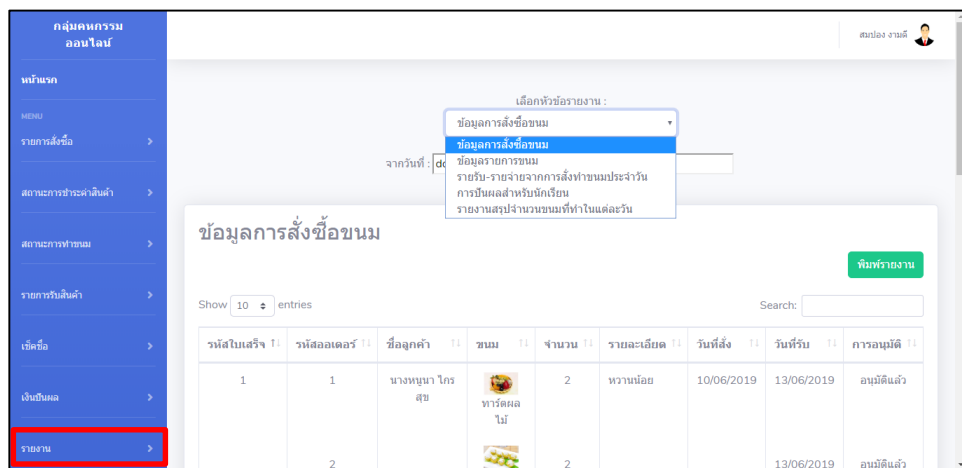 กลุ่มคหกรรม
ออนไลน์
สมปอง งามดี
หน้าแรก
MENU
รายการสั่งซื้อ
สถานะการชำระค่าสินค้า
สถานะการทำขนม
รายการรับสินค้า
เช็คชื่อ
เงินปันผล
รายงาน
เลือกหัวข้อรายงาน :
ข้อมูลการสั่งซื้อขนม
ข้อมูลการสั่งซื้อขนม
ข้อมูลรายการขนม
รายรับ-รายจ่ายจากการสั่งทำขนมประจำวัน
การปันผลสำหรับนักเรียน
รายงานสรุปจำนวนขนมที่ทำในแต่ละวัน
จากวันที่ :
ข้อมูลการสั่งซื้อขนม
พิมพ์รายงาน
Show 10 entries
Search:
รหัสใบเสร็จ รหัสออเดอร์ ชื่อลูกค้า ขนม จำนวน รายละเอียด วันที่สั่ง วันที่รับ การอนุมัติ
1 1 นางหนูนา ไกร 2 หวานน้อย 10/06/2019 13/06/2019 อนุมัติแล้ว
สุข
ทาร์ตผล
ไม้
2 2 13/06/2019 อนุมัติแล้ว